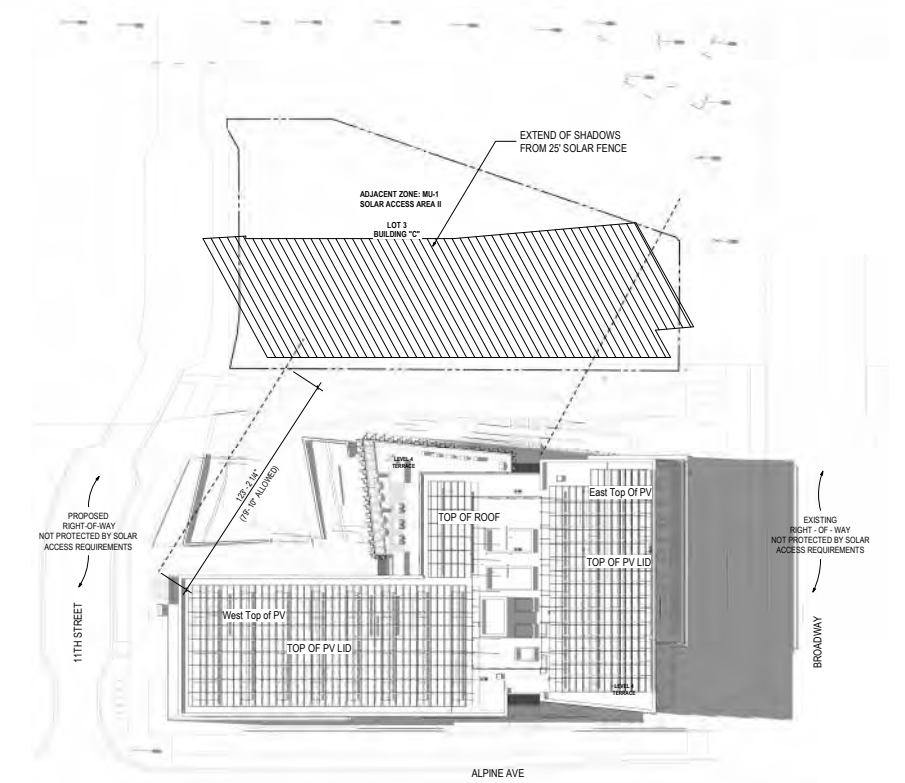 EXTEND OF SHADOWS
FROM 25' SOLAR FENCE
ADJACENT ZONE: MU-1
SOLAR ACCESS AREA II
LOT 3
BUILDING "C"
123' - 2 1/4"
(79'- 10" ALLOWED)
LEVEL 4
TERRACE
East Top Of PV
TOP OF ROOF
PROPOSED
RIGHT-OF-WAY
NOT PROTECTED BY SOLAR
ACCESS REQUIREMENTS
EXISTING
RIGHT - OF - WAY
NOT PROTECTED BY SOLAR
ACCESS REQUIREMENTS
TOP OF PV LID
West Top of PV
TOP OF PV LID
11TH STREET
BROADWAY
LEVEL 4
TERRACE
ALPINE AVE